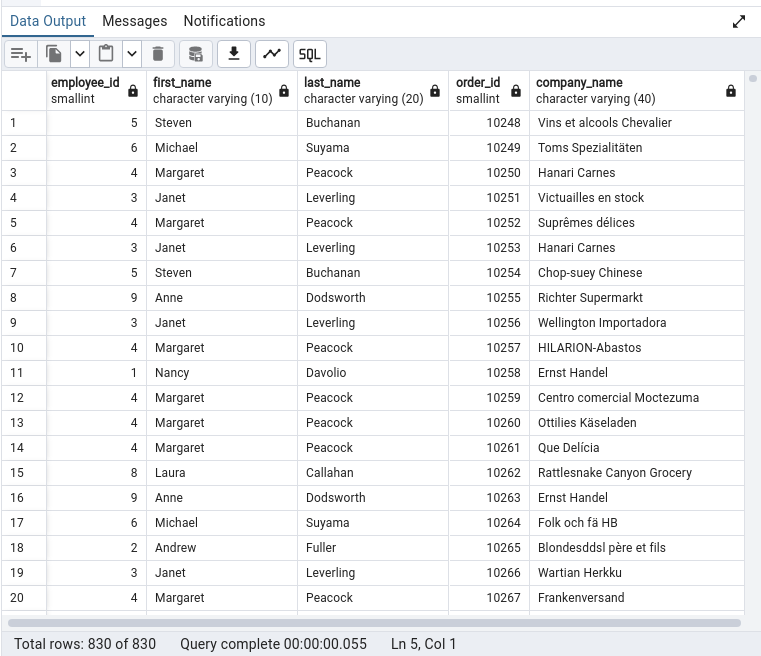 Data Output Messages Notifications
SQL
employee_id first_name last_name order_id company_name
smallint character varying (10) character varying (20) smallint character varying (40)
1 5 Steven Buchanan 10248 Vins et alcools Chevalier
2 6 Michael Suyama 10249 Toms Spezialitäten
3 4 Margaret Peacock 10250 Hanari Carnes
4 3 Janet Leverling 10251 Victuailles en stock
5 4 Margaret Peacock 10252 Suprêmes délices
6 3 Janet Leverling 10253 Hanari Carnes
7 5 Steven Buchanan 10254 Chop-suey Chinese
8 9 Anne Dodsworth 10255 Richter Supermarkt
9 3 Janet Leverling 10256 Wellington Importadora
10 4 Margaret Peacock 10257 HILARION-Abastos
11 1 Nancy Davolio 10258 Ernst Handel
12 4 Margaret Peacock 10259 Centro comercial Moctezuma
13 4 Margaret Peacock 10260 Ottilies Käseladen
14 4 Margaret Peacock 10261 Que Delícia
15 8 Laura Callahan 10262 Rattlesnake Canyon Grocery
16 9 Anne Dodsworth 10263 Ernst Handel
17 6 Michael Suyama 10264 Folk och fä HB
18 2 Andrew Fuller 10265 Blondesddsl père et fils
19 3 Janet Leverling 10266 Wartian Herkku
20 4 Margaret Peacock 10267 Frankenversand
Total rows: 830 of 830 Query complete 00:00:00.055 Ln 5, Col 1